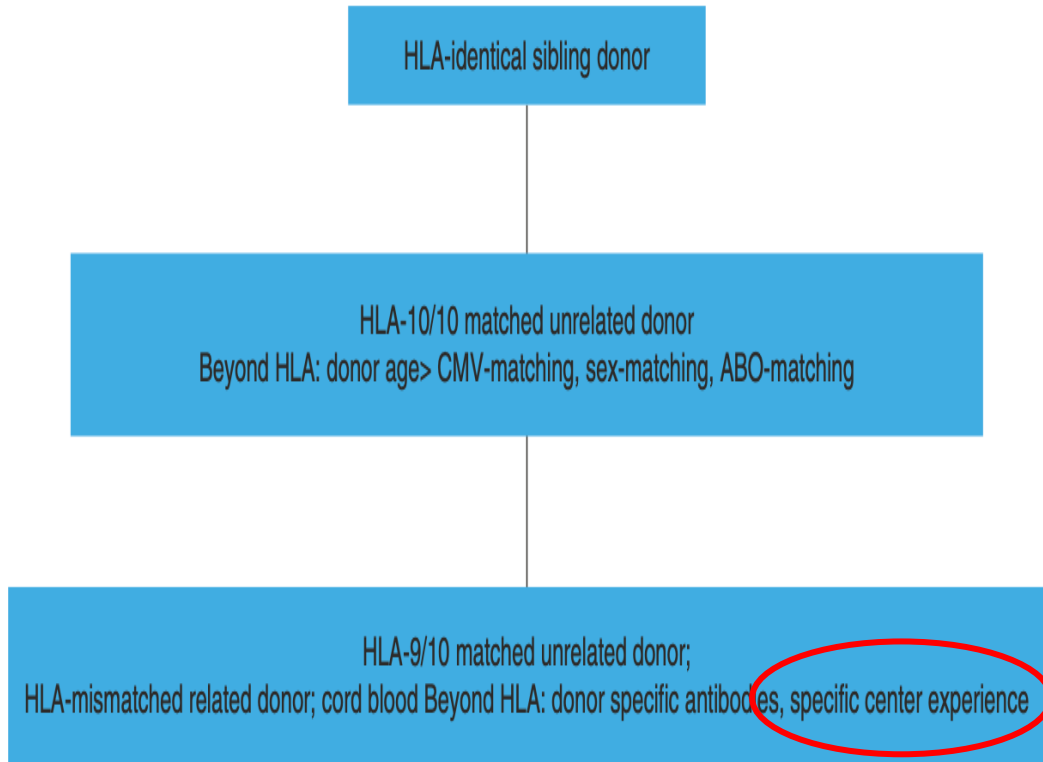 HLA-identical sibling donor
HLA-10/10 matched unrelated donor
Beyond HLA: donor age> CMV-matching, sex-matching, ABO-matching
HLA-9/10 matched unrelated donor;
HLA-mismatched related donor; cord blood Beyond HLA: donor specific antibodies, specific center experience